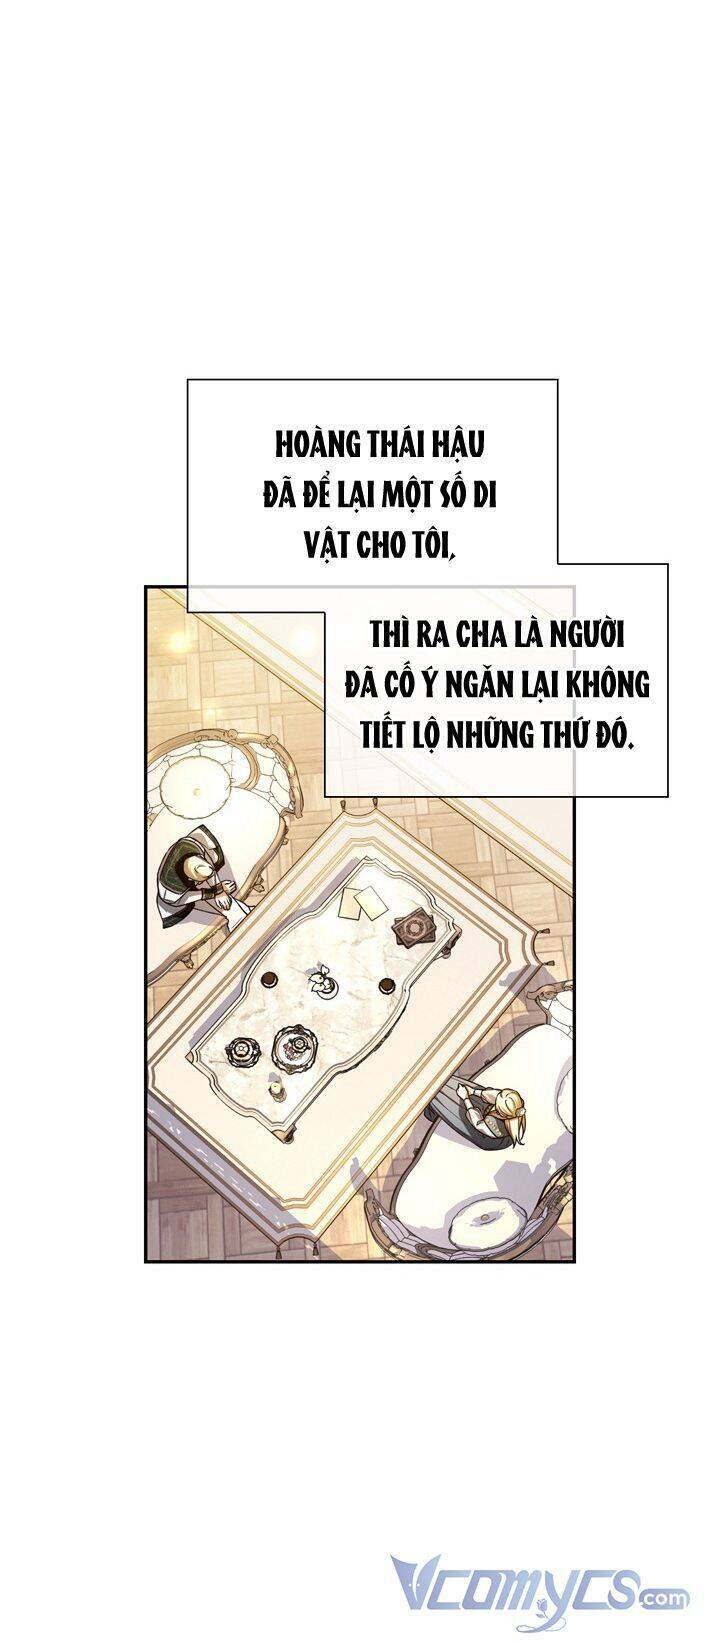 HOÀNG THÁI HẬU
ĐÃ ĐỂ LẠI MỘT SỐ DI
VẬT CHO TÔI,
THÌ RA CHA LÀ NGƯỜI
ĐÃ CỐ Ý NGĂN LẠI KHÔNG
TIẾT LỘ NHỮNG THỨ ĐÓ.
VCOMYCS.com